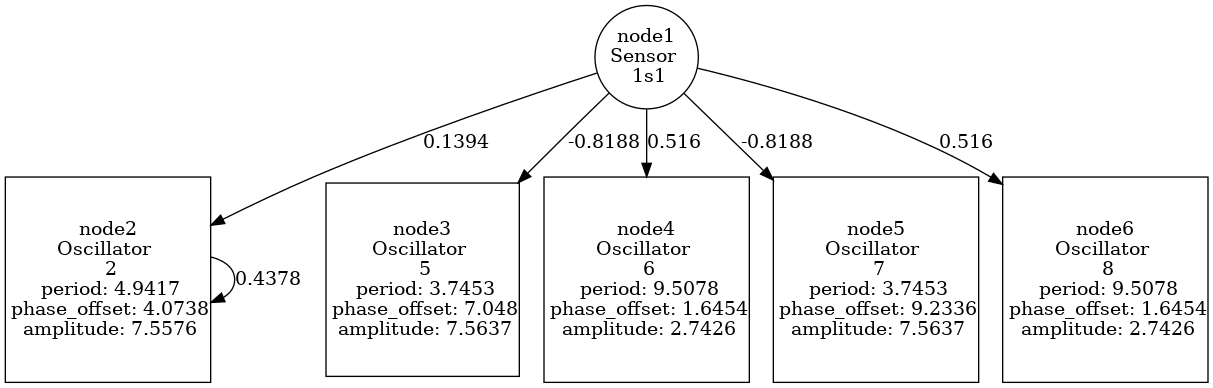 node1
Sensor
1s1
0.1394
-0.8188
0.516
-0.8188
0.516
node2
Oscillator
2
period: 4.9417
phase_offset: 4.0738
amplitude: 7.5576
0.4378
node3
Oscillator
5
period: 3.7453
phase_offset: 7.048
amplitude: 7.5637
node4
Oscillator
6
period: 9.5078
phase_offset: 1.6454
amplitude: 2.7426
node5
Oscillator
7
period: 3.7453
phase_offset: 9.2336
amplitude: 7.5637
node6
Oscillator
8
period: 9.5078
phase_offset: 1.6454
amplitude: 2.7426